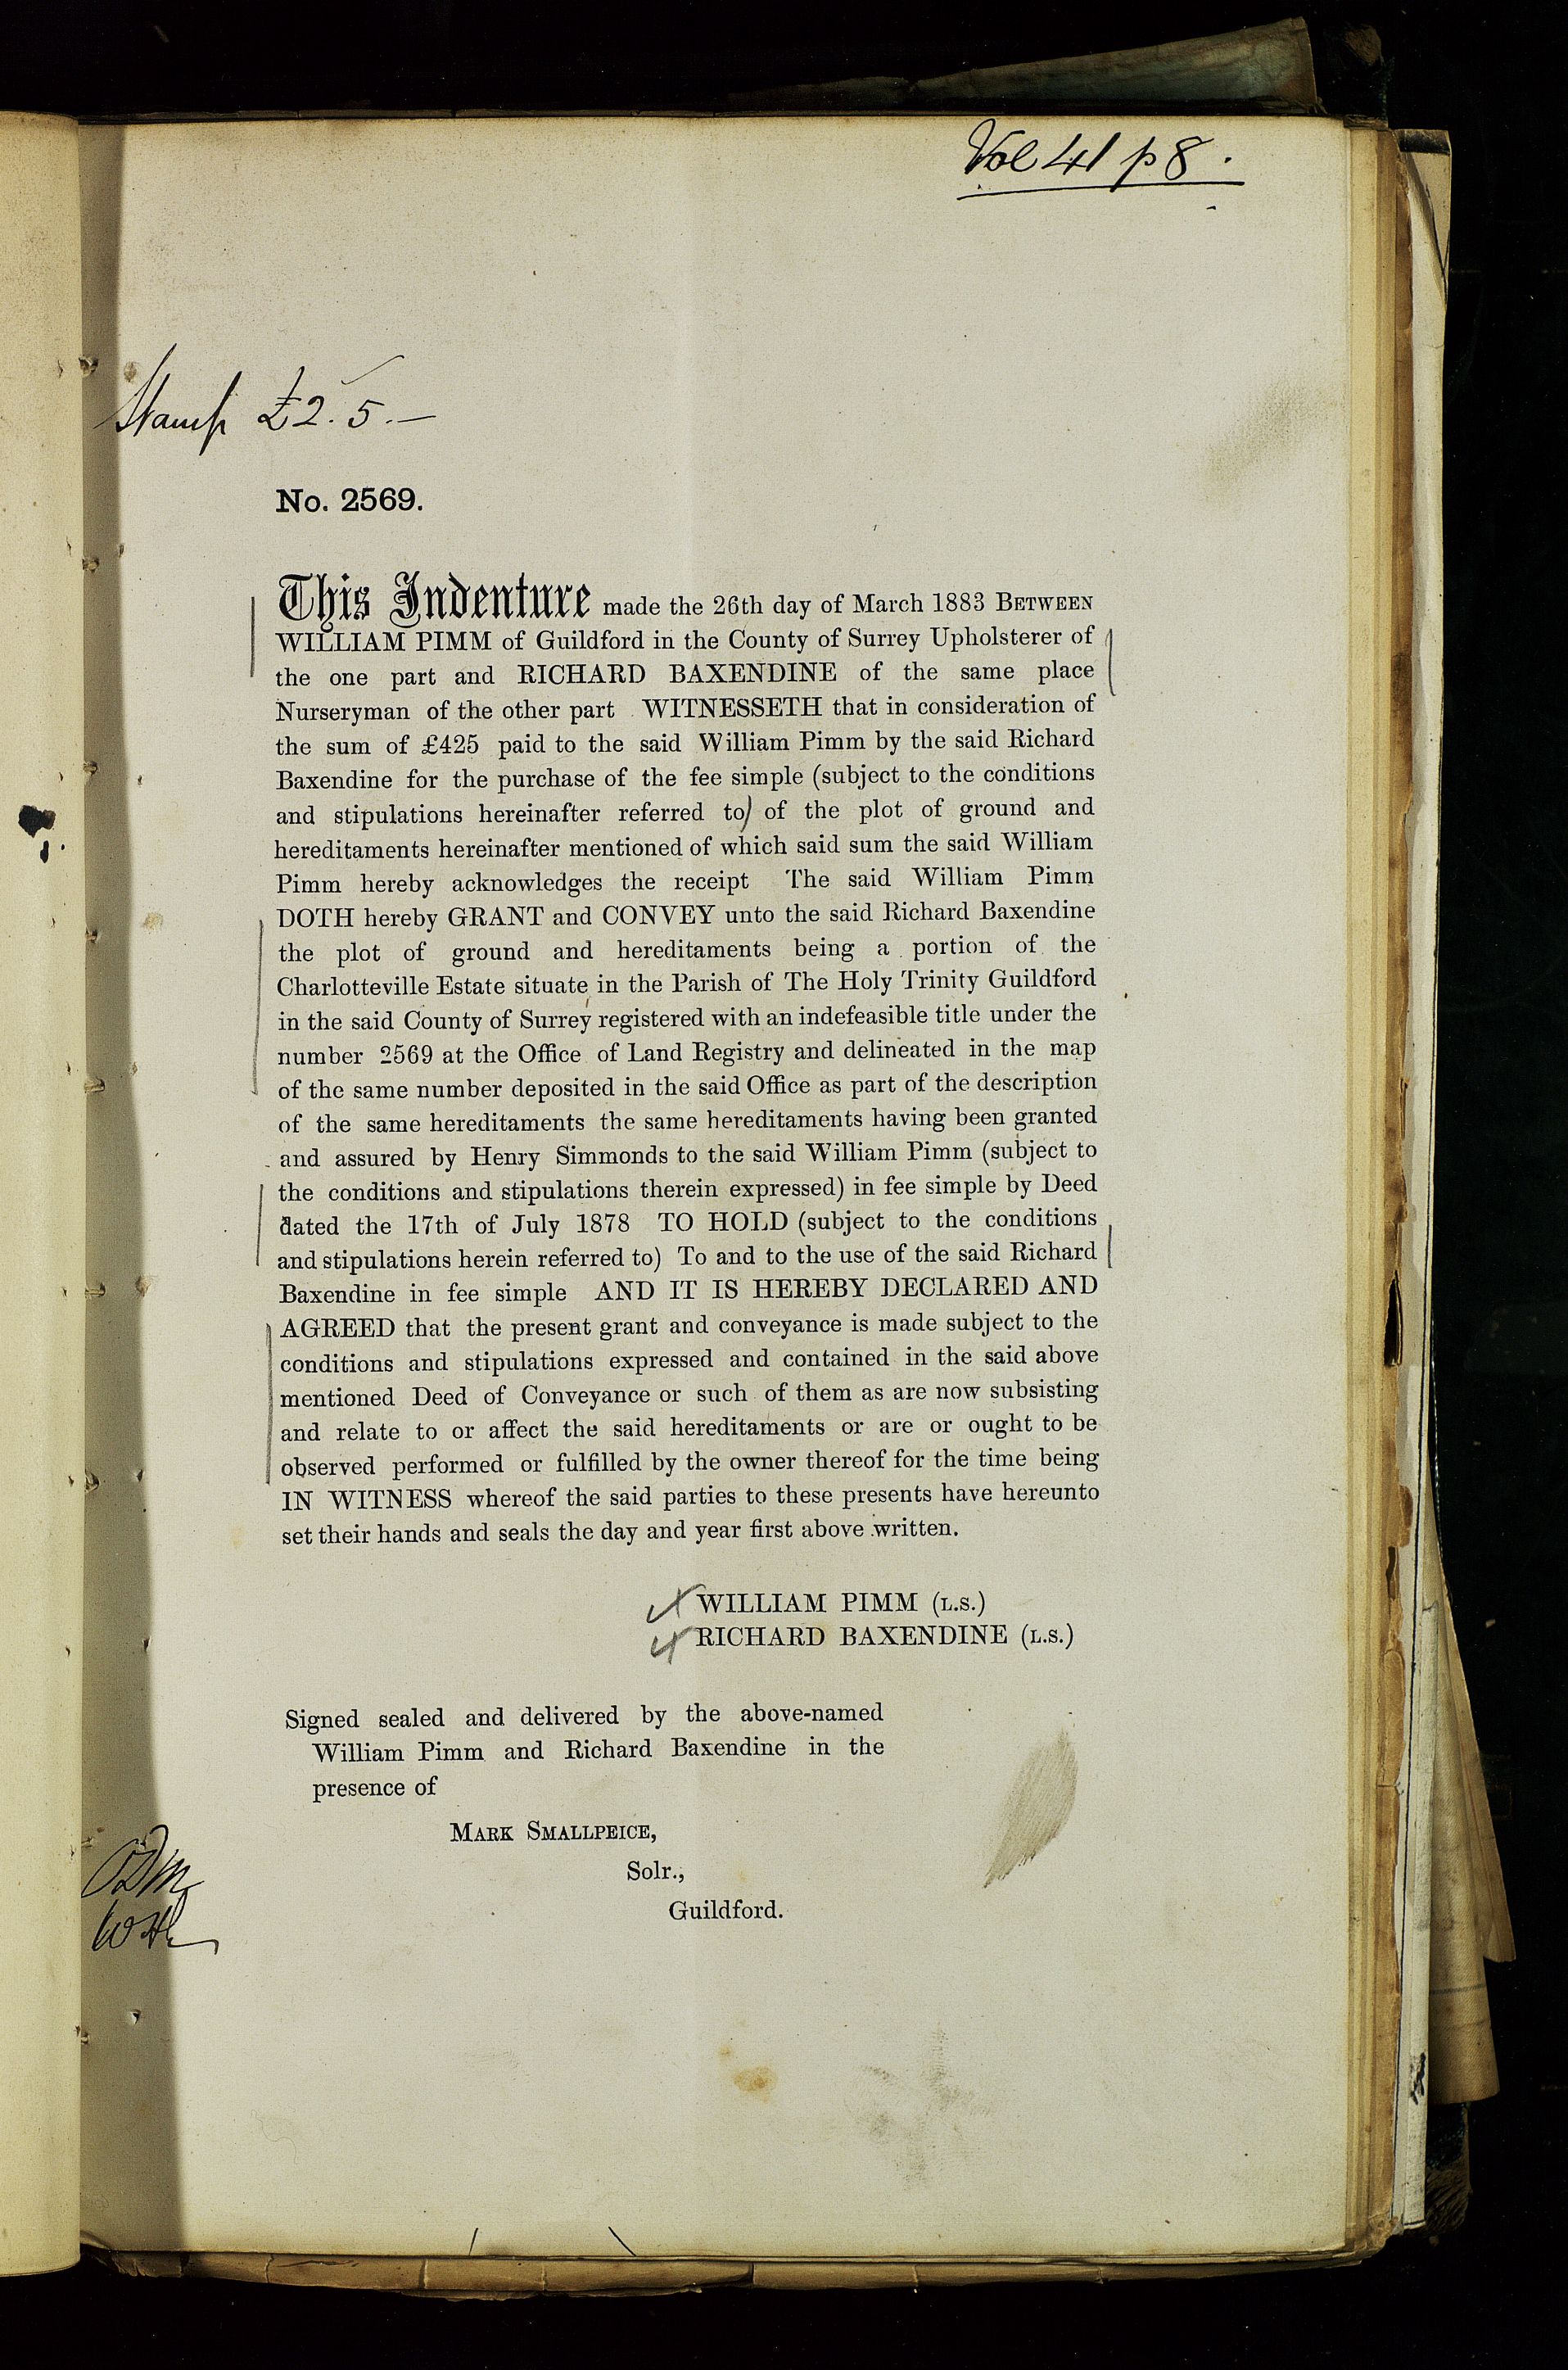 Vol 41 p 8.
Stamp £2. 5. —
No. 2569.
This Indenture made the 26th day of March 1883 BETWEEN
WILLIAM PIMM of Guildford in the County of Surrey Upholsterer of
the one part and RICHARD BAXENDINE of the same place
Nurseryman of the other part WITNESSETH that in consideration of
the sum of £425 paid to the said William Pimm by the said Richard
Baxendine for the purchase of the fee simple (subject to the conditions
and stipulations hereinafter referred to) of the plot of ground and
hereditaments hereinafter mentioned of which said sum the said William
Pimm hereby acknowledges the receipt The said William Pimm
DOTH hereby GRANT and CONVEY unto the said Richard Baxendine
the plot of ground and hereditaments being a portion of the
Charlotteville Estate situate in the Parish of The Holy Trinity Guildford
in the said County of Surrey registered with an indefeasible title under the
number 2569 at the Office of Land Registry and delineated in the map
of the same number deposited in the said Office as part of the description
of the same hereditaments the same hereditaments having been granted
and assured by Henry Simmonds to the said William Pimm (subject to
the conditions and stipulations therein expressed) in fee simple by Deed
dated the 17th of July 1878 TO HOLD (subject to the conditions
and stipulations herein referred to) To and to the use of the said Richard
Baxendine in fee simple AND IT IS HEREBY DECLARED AND
AGREED that the present grant and conveyance is made subject to the
conditions and stipulations expressed and contained in the said above
mentioned Deed of Conveyance or such of them as are now subsisting
and relate to or affect the said hereditaments or are or ought to be
observed performed or fulfilled by the owner thereof for the time being
IN WITNESS whereof the said parties to these presents have hereunto
set their hands and seals the day and year first above written.
WILLIAM PIMM (L.S.)
RICHARD BAXENDINE (L.S.)
Signed sealed and delivered by the above-named
William Pimm and Richard Baxendine in the
presence of
MARK SMALLPEICE,
Solr.,
Guildford.